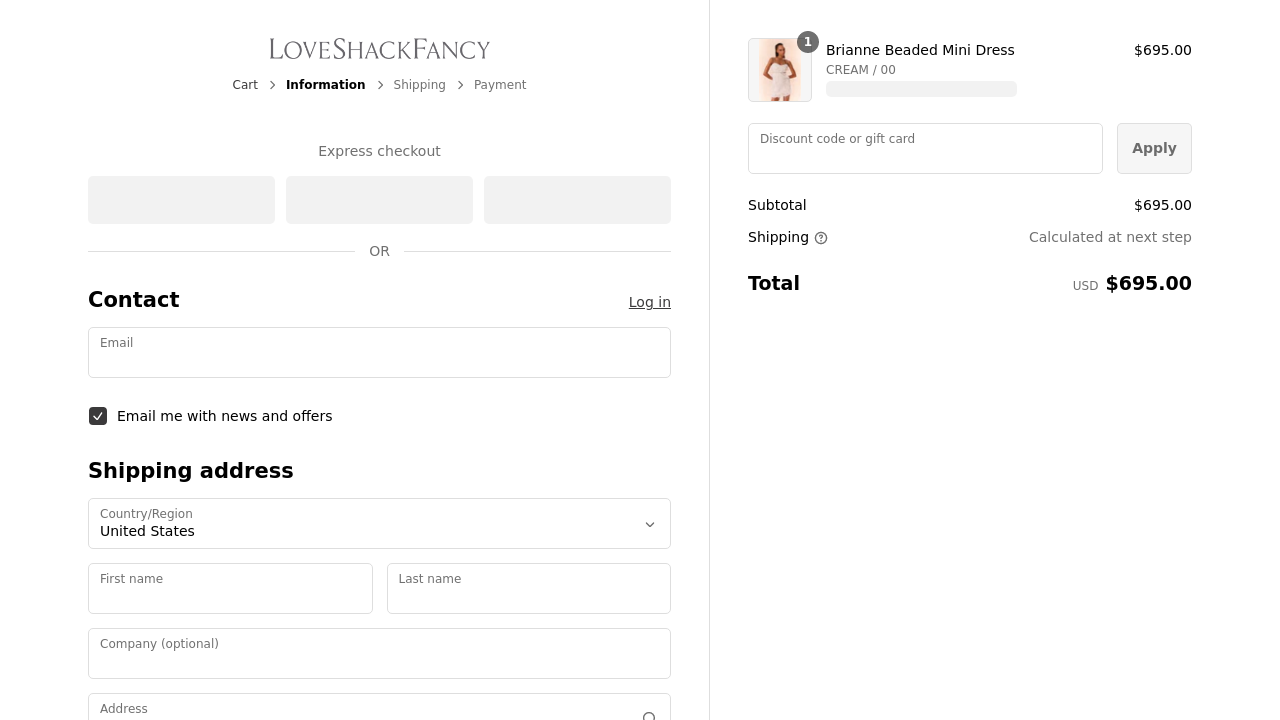 LoveShackFancy
Cart
Information
Shipping
Payment
Express checkout
OR
Contact
Log in
Email
Email me with news and offers
Shipping address
Country/Region
United States
First name
Last name
Company (optional)
Address
1
Brianne Beaded Mini Dress
$695.00
CREAM / 00
Discount code or gift card
Apply
Subtotal
$695.00
Shipping
Calculated at next step
Total
USD $695.00